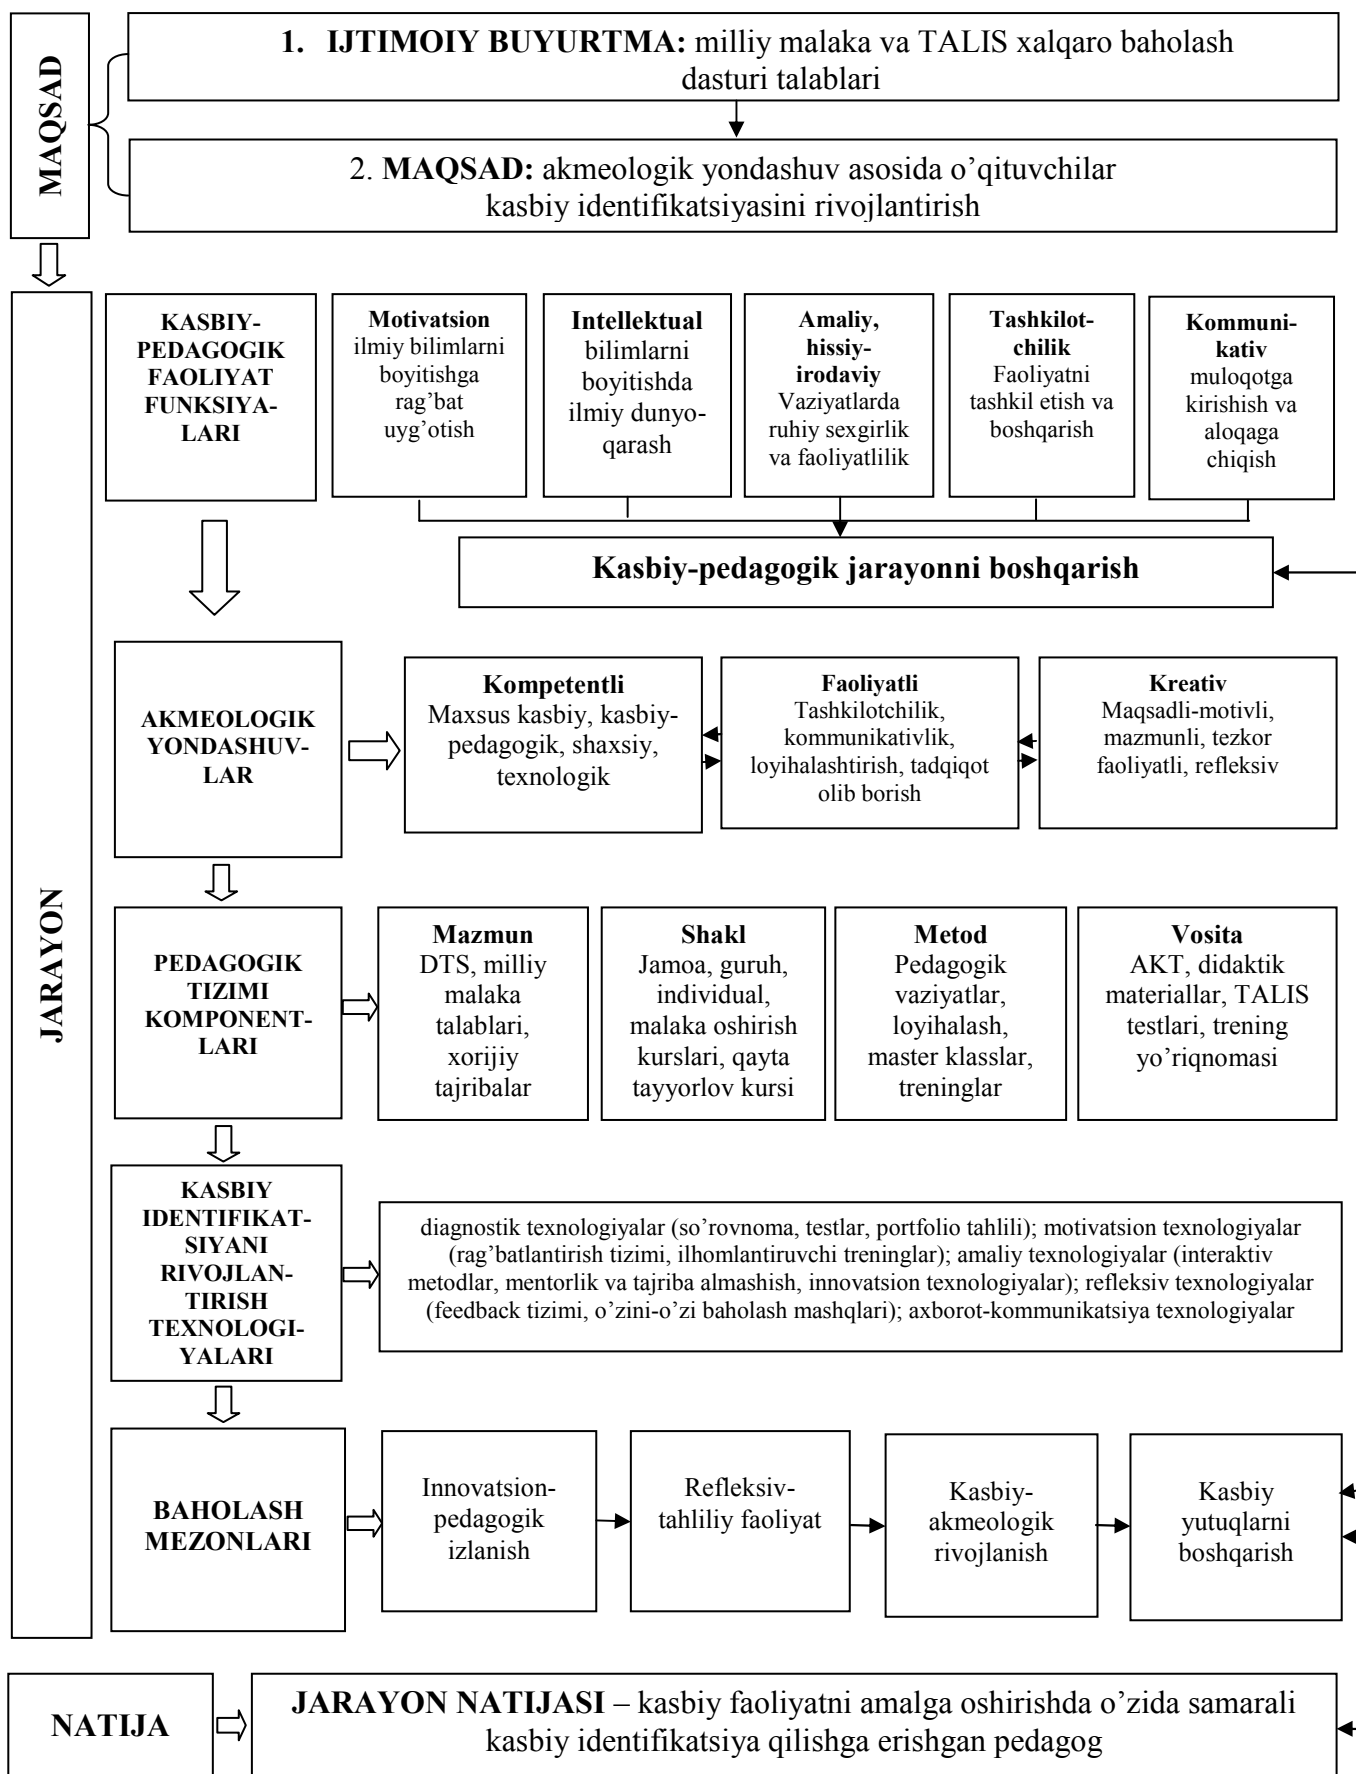 MAQSAD
1. IJTIMOIY BUYURTMA: milliy malaka va TALIS xalqaro baholash
dasturi talablari
2. MAQSAD: akmeologik yondashuv asosida o’qituvchilar
kasbiy identifikatsiyasini rivojlantirish
JARAYON
KASBIY-
PEDAGOGIK
FAOLIYAT
FUNKSIYA-
LARI
Motivatsion
ilmiy bilimlarni
boyitishga
rag’bat
uyg’otish
Intellektual
bilimlarni
boyitishda
ilmiy dunyo-
qarash
Amaliy,
hissiy-
irodaviy
Vaziyatlarda
ruhiy sexgirlik
va faoliyatlilik
Tashkilot-
chilik
Faoliyatni
tashkil etish va
boshqarish
Kommuni-
kativ
muloqotga
kirishish va
aloqaga
chiqish
Kasbiy-pedagogik jarayonni boshqarish
AKMEOLOGIK
YONDASHUV-
LAR
Kompetentli
Maxsus kasbiy, kasbiy-
pedagogik, shaxsiy,
texnologik
Faoliyatli
Tashkilotchilik,
kommunikativlik,
loyihalashtirish, tadqiqot
olib borish
Kreativ
Maqsadli-motivli,
mazmunli, tezkor
faoliyatli, refleksiv
PEDAGOGIK
TIZIMI
KOMPONENT-
LARI
Mazmun
DTS, milliy
malaka
talablari,
xorijiy
tajribalar
Shakl
Jamoa, guruh,
individual,
malaka oshirish
kurslari, qayta
tayyorlov kursi
Metod
Pedagogik
vaziyatlar,
loyihalash,
master klasslar,
treninglar
Vosita
AKT, didaktik
materiallar, TALIS
testlari, trening
yo’riqnomasi
KASBIY
IDENTIFIKAT-
SIYANI
RIVOJLAN-
TIRISH
TEXNOLOGI-
YALARI
diagnostik texnologiyalar (so’rovnoma, testlar, portfolio tahlili); motivatsion texnologiyalar
(rag’batlantirish tizimi, ilhomlantiruvchi treninglar); amaliy texnologiyalar (interaktiv
metodlar, mentorlik va tajriba almashish, innovatsion texnologiyalar); refleksiv texnologiyalar
(feedback tizimi, o’zini-o’zi baholash mashqlari); axborot-kommunikatsiya texnologiyalar
BAHOLASH
MEZONLARI
Innovatsion-
pedagogik
izlanish
Refleksiv-
tahliliy faoliyat
Kasbiy-
akmeologik
rivojlanish
Kasbiy
yutuqlarni
boshqarish
NATIJA
JARAYON NATIJASI – kasbiy faoliyatni amalga oshirishda o’zida samarali
kasbiy identifikatsiya qilishga erishgan pedagog